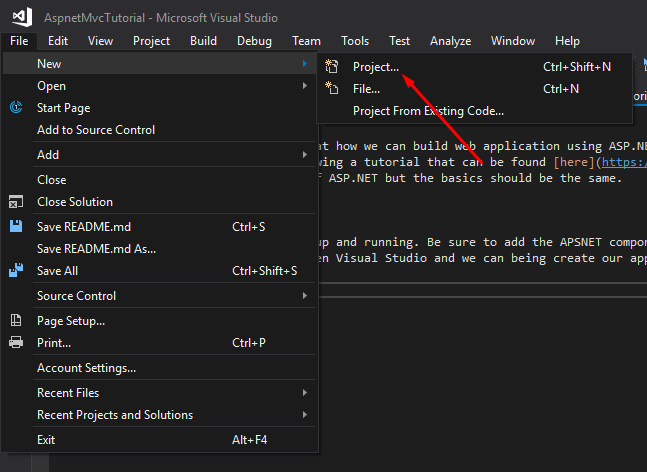 AspnetMvcTutorial - Microsoft Visual Studio
File Edit View Project Build Debug Team Tools Test Analyze Window Help
New
Project... Ctrl+Shift+N
Open
File... Ctrl+N
Start Page
Project From Existing Code...
Add to Source Control
at how we can build web application using ASP.NE
Add
wing a tutorial that can be found [here](https:/
Close
f ASP.NET but the basics should be the same.
Close Solution
Save README.md Ctrl+S
up and running. Be sure to add the APSNET compon
Save README.md As...
en Visual Studio and we can being create our app
Save All Ctrl+Shift+S
Source Control
Page Setup...
Print... Ctrl+P
Account Settings...
Recent Files
Recent Projects and Solutions
Exit Alt+F4